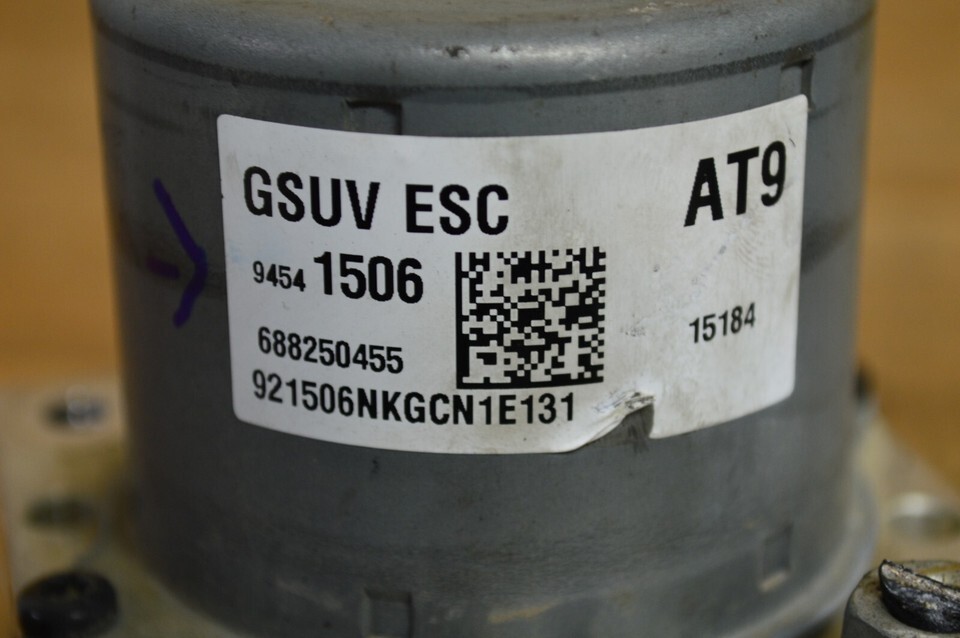 GSUV ESC AT9
9454 1506
15184
688250455
921506NKGCN1E131